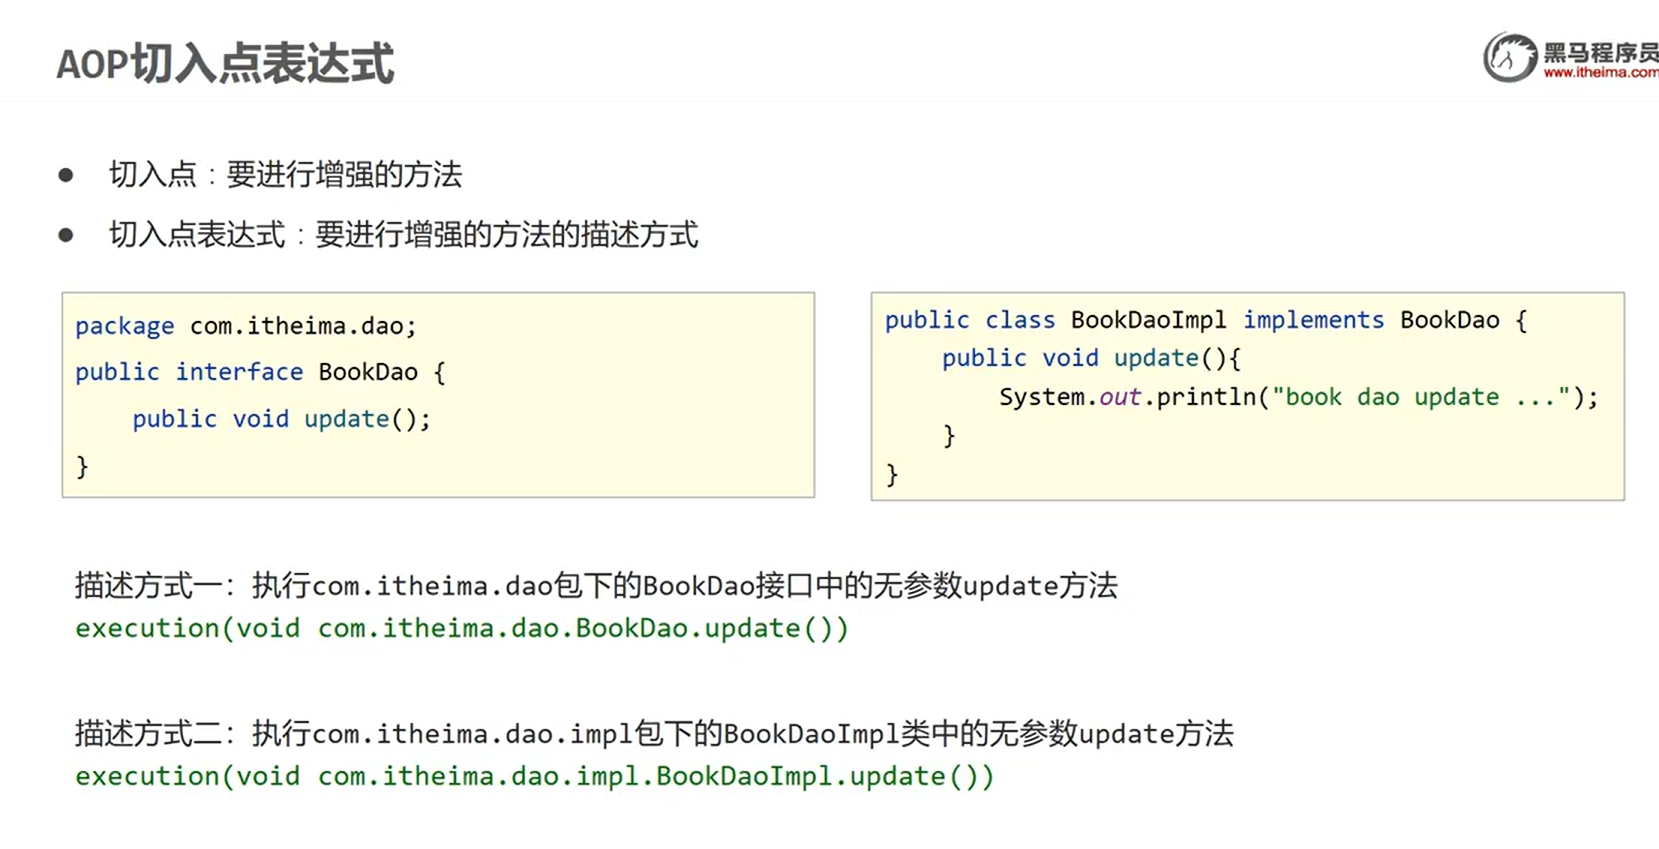 AOP切入点表达式
黑马程序员
www.itheima.com
● 切入点：要进行增强的方法
● 切入点表达式：要进行增强的方法的描述方式
package com.itheima.dao;
public interface BookDao {
    public void update();
}
public class BookDaoImpl implements BookDao {
    public void update(){
        System.out.println("book dao update ...");
    }
}
描述方式一：执行com.itheima.dao包下的BookDao接口中的无参数update方法
execution(void com.itheima.dao.BookDao.update())
描述方式二：执行com.itheima.dao.impl包下的BookDaoImpl类中的无参数update方法
execution(void com.itheima.dao.impl.BookDaoImpl.update())